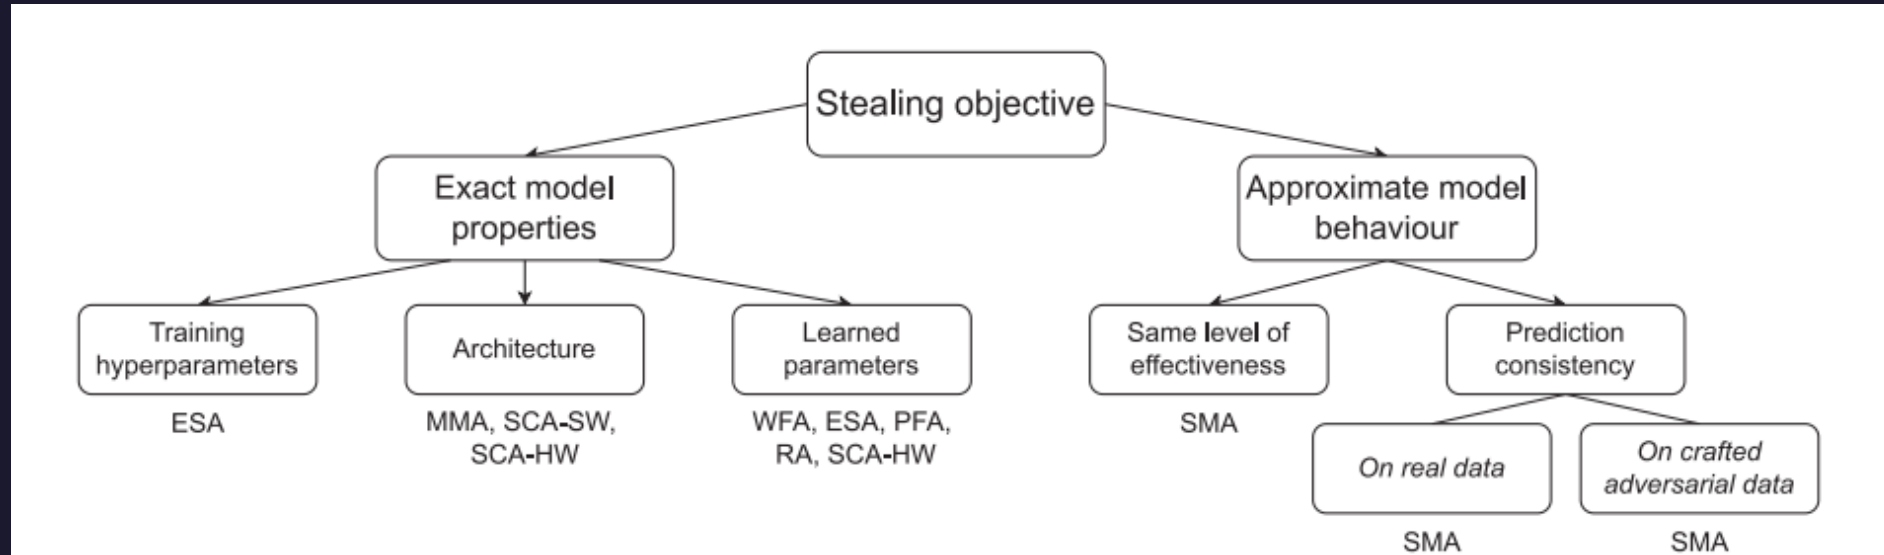 Stealing objective
Exact model
properties
Approximate model
behaviour
Training
hyperparameters
Architecture
Learned
parameters
Same level of
effectiveness
Prediction
consistency
ESA
MMA, SCA-SW,
SCA-HW
WFA, ESA, PFA,
RA, SCA-HW
SMA
On real data
On crafted
adversarial data
SMA
SMA